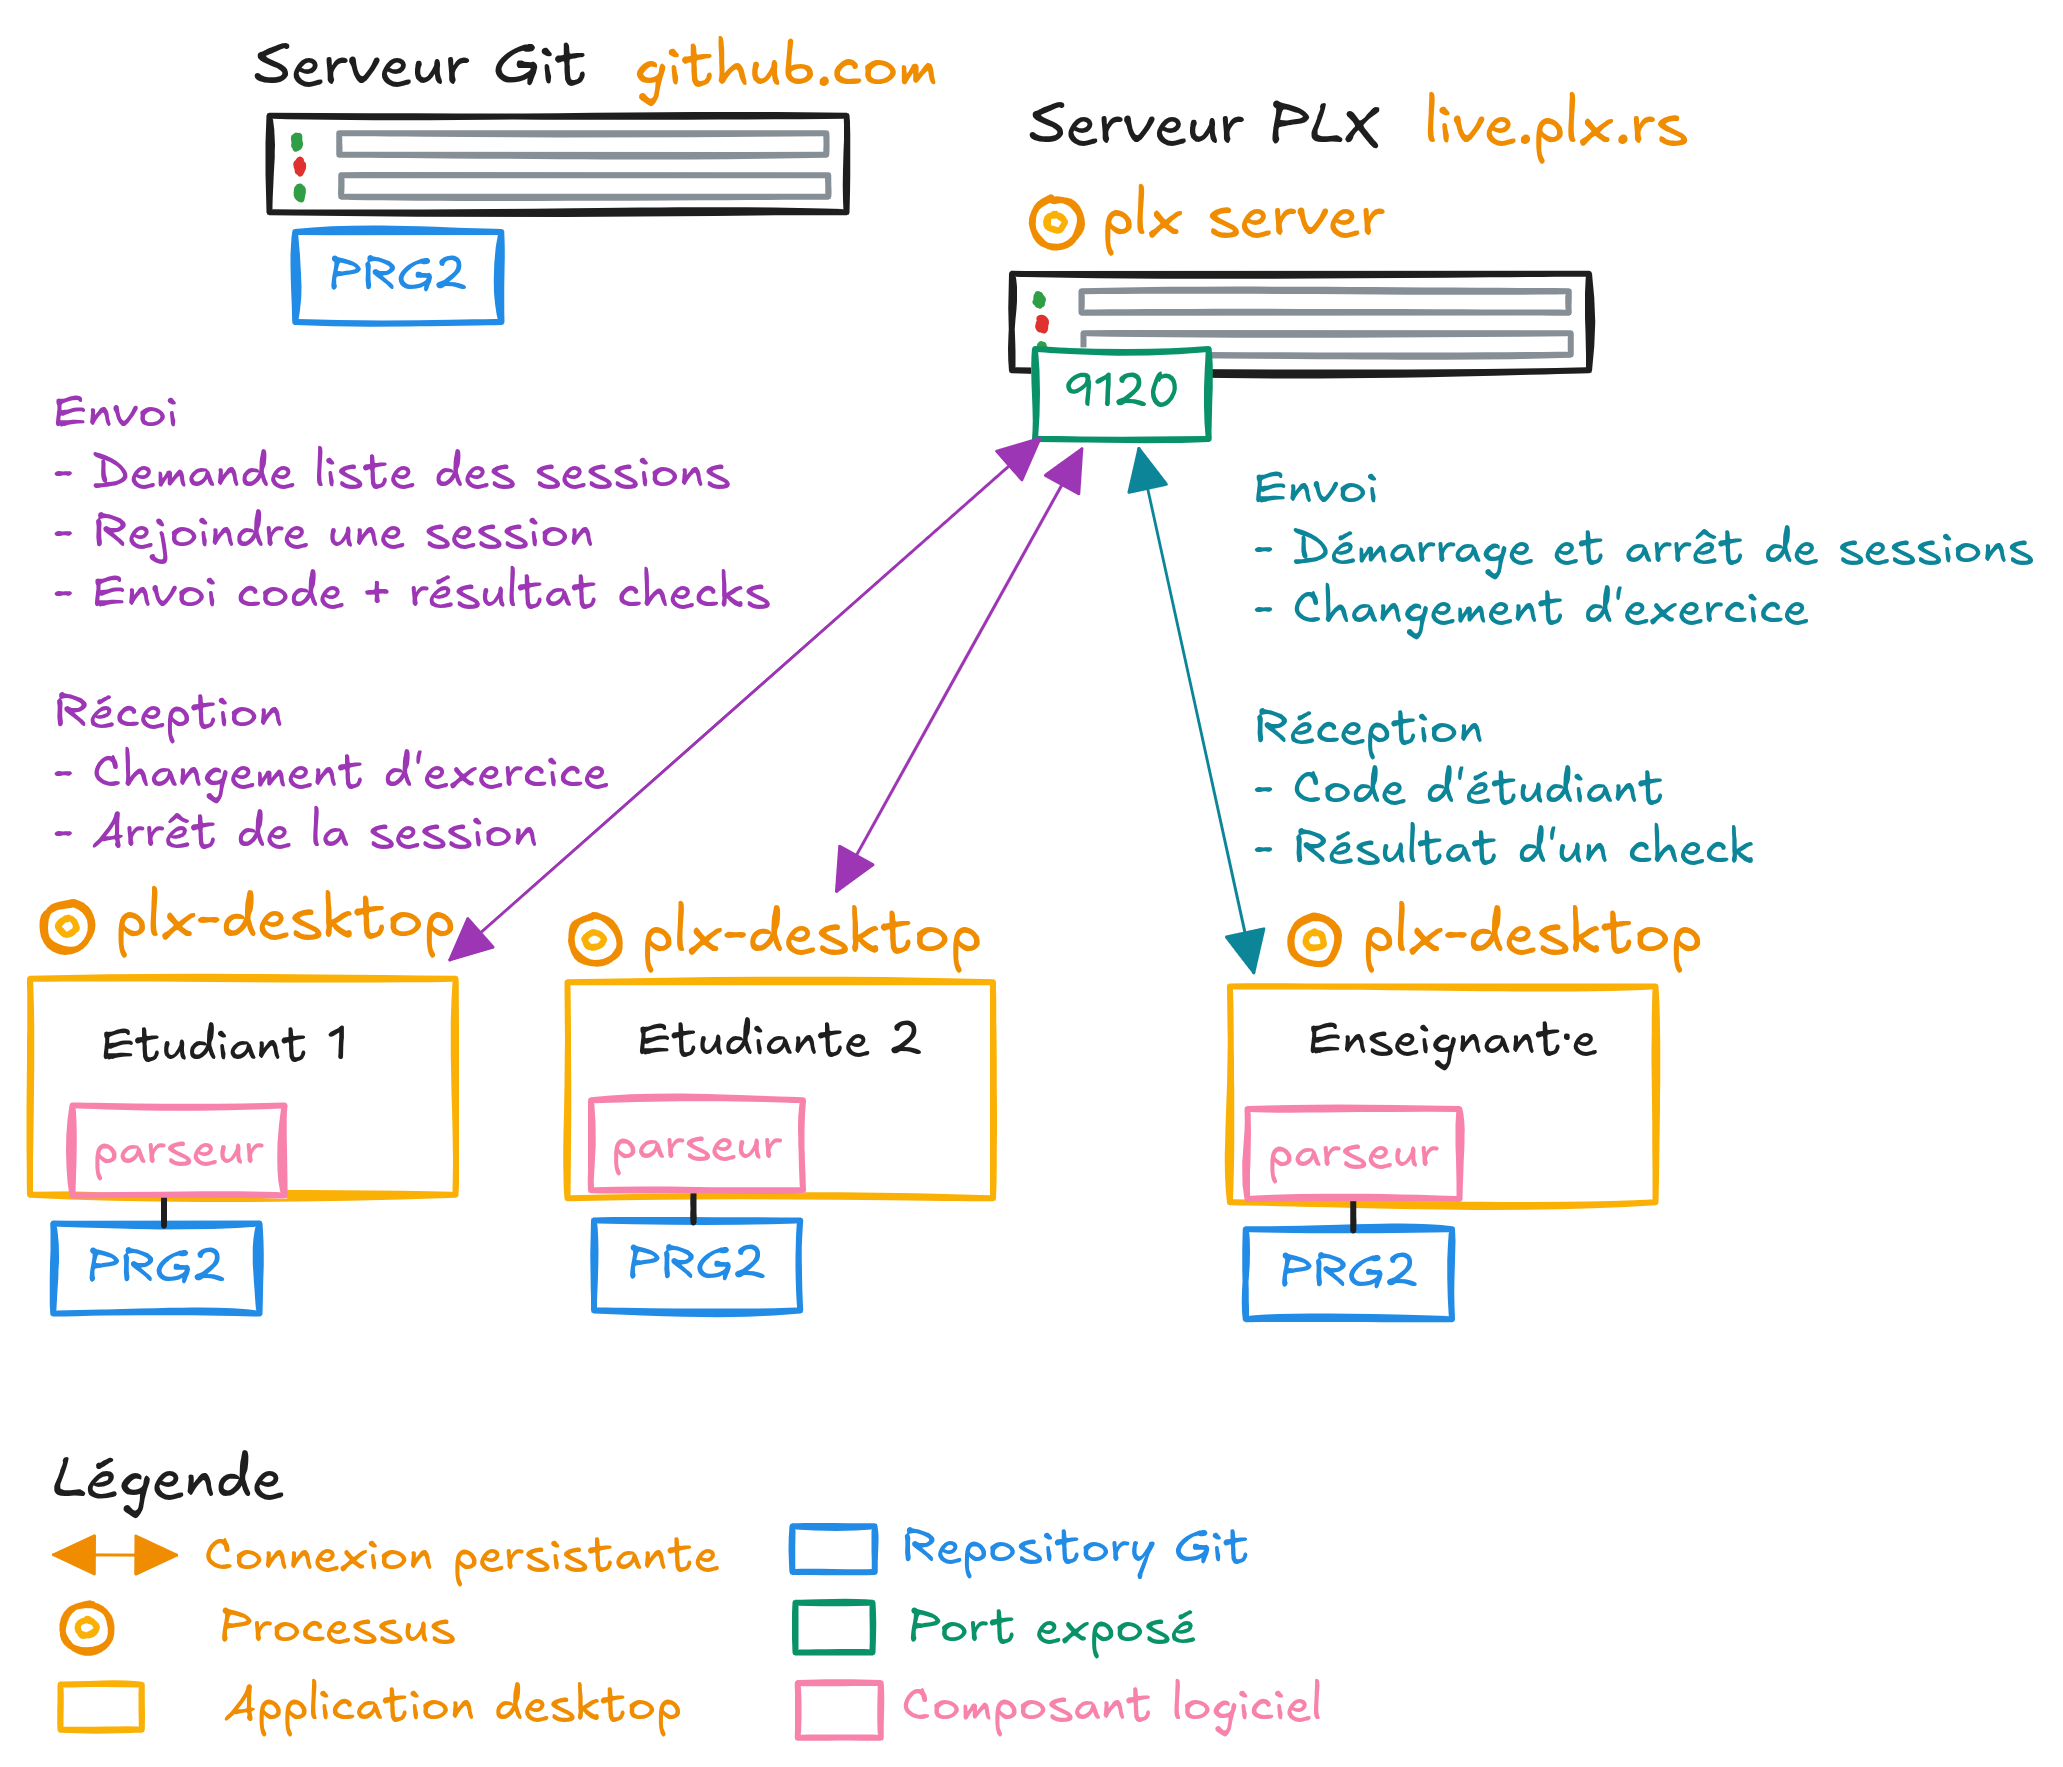 Serveur Git github.com
PRG2
Serveur PLX live.plx.rs
plx server
9120
Envoi
- Demande liste des sessions
- Rejoindre une session
- Envoi code + résultat checks
Réception
- Changement d'exercice
- Arrêt de la session
Envoi
- Démarrage et arrêt de sessions
- Changement d'exercice
Réception
- Code d'étudiant
- Résultat d'un check
plx-desktop
Etudiant 1
parseur
PRG2
plx-desktop
Etudiante 2
parseur
PRG2
plx-desktop
Enseignant·e
parseur
PRG2
Légende
Connexion persistante
Processus
Application desktop
Repository Git
Port exposé
Composant logiciel